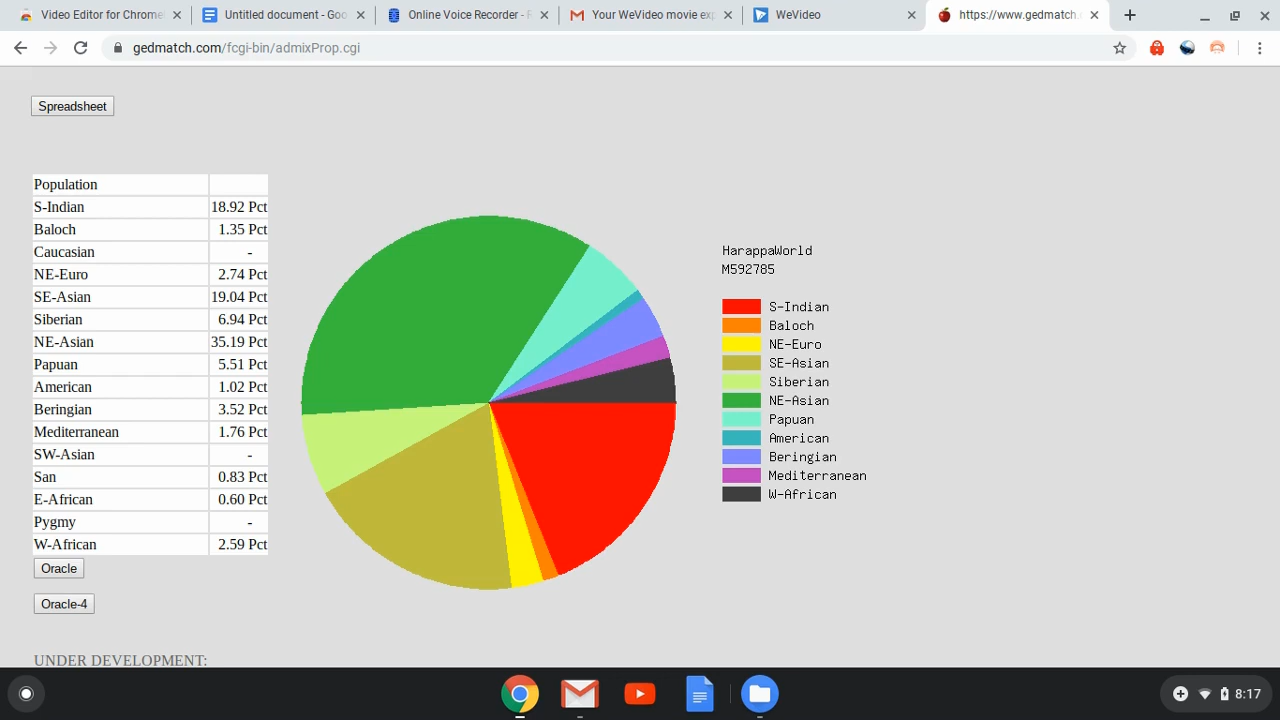 Video Editor for Chrome
Untitled document - Goo
Online Voice Recorder - R
Your WeVideo movie exp
WeVideo
https://www.gedmatch.
gedmatch.com/fcgi-bin/admixProp.cgi
Spreadsheet
Population
S-Indian 18.92 Pct
Baloch 1.35 Pct
Caucasian -
NE-Euro 2.74 Pct
SE-Asian 19.04 Pct
Siberian 6.94 Pct
NE-Asian 35.19 Pct
Papuan 5.51 Pct
American 1.02 Pct
Beringian 3.52 Pct
Mediterranean 1.76 Pct
SW-Asian -
San 0.83 Pct
E-African 0.60 Pct
Pygmy -
W-African 2.59 Pct
Oracle
Oracle-4
UNDER DEVELOPMENT:
HarappaWorld
M592785
S-Indian
Baloch
NE-Euro
SE-Asian
Siberian
NE-Asian
Papuan
American
Beringian
Mediterranean
W-African
8:17